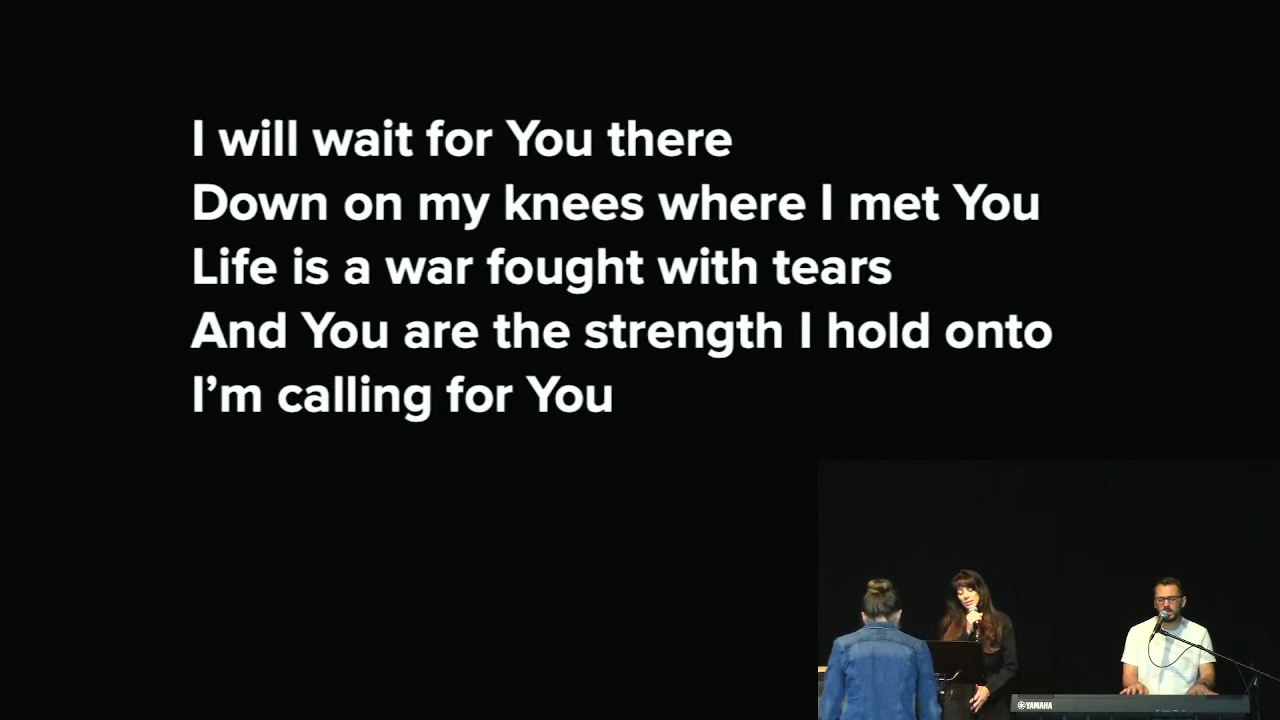 I will wait for You there
Down on my knees where I met You
Life is a war fought with tears
And You are the strength I hold onto
I'm calling for You
YAMAHA